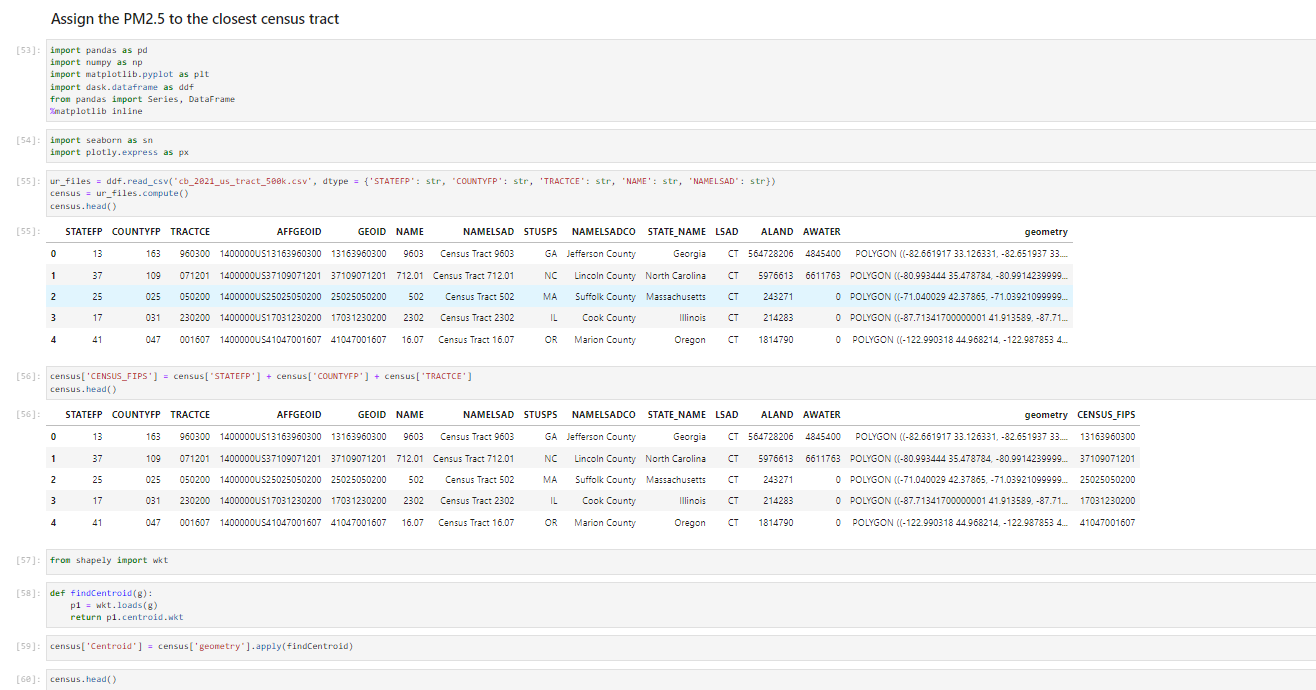 Assign the PM2.5 to the closest census tract
[53]: import pandas as pd
import numpy as np
import matplotlib.pyplot as plt
import dask.dataframe as ddf
from pandas import Series, DataFrame
%matplotlib inline
[54]: import seaborn as sn
import plotly.express as px
[55]: ur_files = ddf.read_csv('cb_2021_us_tract_500k.csv', dtype = {'STATEFP': str, 'COUNTYFP': str, 'TRACTCE': str, 'NAME': str, 'NAMELSAD': str})
census = ur_files.compute()
census.head()
[55]: STATEFP COUNTYFP TRACTCE AFFGEOID GEOID NAME NAMELSAD STUSPS NAMELSADCO STATE_NAME LSAD ALAND AWATER geometry
0 13 163 960300 1400000US13163960300 13163960300 9603 Census Tract 9603 GA Jefferson County Georgia CT 564728206 4845400 POLYGON ((-82.661917 33.126331, -82.651937 33....
1 37 109 071201 1400000US37109071201 37109071201 712.01 Census Tract 712.01 NC Lincoln County North Carolina CT 5976613 6611763 POLYGON ((-80.993444 35.478784, -80.9914239999...
2 25 025 050200 1400000US25025050200 25025050200 502 Census Tract 502 MA Suffolk County Massachusetts CT 243271 0 POLYGON ((-71.040029 42.37865, -71.03921099999...
3 17 031 230200 1400000US17031230200 17031230200 2302 Census Tract 2302 IL Cook County Illinois CT 214283 0 POLYGON ((-87.71341700000001 41.913589, -87.71...
4 41 047 001607 1400000US41047001607 41047001607 16.07 Census Tract 16.07 OR Marion County Oregon CT 1814790 0 POLYGON ((-122.990318 44.968214, -122.987853 4...
[56]: census['CENSUS_FIPS'] = census['STATEFP'] + census['COUNTYFP'] + census['TRACTCE']
census.head()
[56]: STATEFP COUNTYFP TRACTCE AFFGEOID GEOID NAME NAMELSAD STUSPS NAMELSADCO STATE_NAME LSAD ALAND AWATER geometry CENSUS_FIPS
0 13 163 960300 1400000US13163960300 13163960300 9603 Census Tract 9603 GA Jefferson County Georgia CT 564728206 4845400 POLYGON ((-82.661917 33.126331, -82.651937 33.... 13163960300
1 37 109 071201 1400000US37109071201 37109071201 712.01 Census Tract 712.01 NC Lincoln County North Carolina CT 5976613 6611763 POLYGON ((-80.993444 35.478784, -80.9914239999... 37109071201
2 25 025 050200 1400000US25025050200 25025050200 502 Census Tract 502 MA Suffolk County Massachusetts CT 243271 0 POLYGON ((-71.040029 42.37865, -71.03921099999... 25025050200
3 17 031 230200 1400000US17031230200 17031230200 2302 Census Tract 2302 IL Cook County Illinois CT 214283 0 POLYGON ((-87.71341700000001 41.913589, -87.71... 17031230200
4 41 047 001607 1400000US41047001607 41047001607 16.07 Census Tract 16.07 OR Marion County Oregon CT 1814790 0 POLYGON ((-122.990318 44.968214, -122.987853 4... 41047001607
[57]: from shapely import wkt
[58]: def findCentroid(g):
p1 = wkt.loads(g)
return p1.centroid.wkt
[59]: census['Centroid'] = census['geometry'].apply(findCentroid)
[60]: census.head()